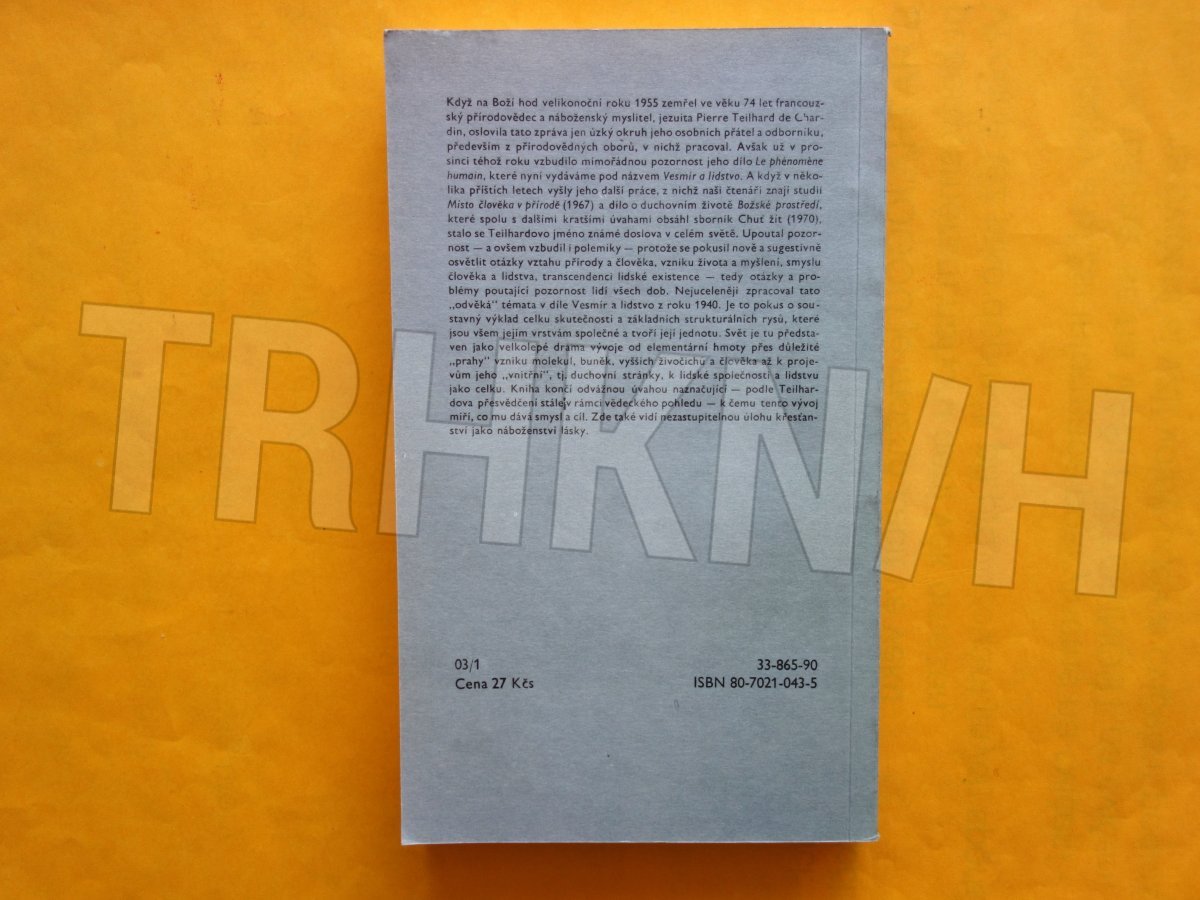 Když na Boží hod velikonoční roku 1955 zemřel ve věku 74 let francouz-
ský přírodovědec a náboženský myslitel, jezuita Pierre Teilhard de Char-
din, oslovila tato zpráva jen úzký okruh jeho osobních přátel a odborníku,
především z přírodovědných oborů, v nichž pracoval. Avšak už v pro-
sinci téhož roku vzbudilo mimořádnou pozornost jeho dílo Le phénomène
humain, které nyní vydáváme pod názvem Vesmír a lidstvo. A když v něko-
lika příštích letech vyšly jeho další práce, z nichž naši čtenáři znají studii
Místo člověka v přírodě (1967) a dílo o duchovním životě Božské prostředí,
které spolu s dalšími kratšími úvahami obsáhl sborník Chuť žít (1970),
stalo se Teilhardovo jméno známé doslova v celém světě. Upoutal pozor-
nost — a ovšem vzbudil i polemiky — protože se pokusil nově a sugestivně
osvětlit otázky vztahu přírody a člověka, vzniku života a myšlení, smyslu
člověka a lidstva, transcendenci lidské existence — tedy otázky a pro-
blémy poutající pozornost lidí všech dob. Nejuceleněji zpracoval tato
„odvěká“ témata v díle Vesmír a lidstvo z roku 1940. Je to pokus o sou-
stavný výklad celku skutečnosti a základních strukturálních rysů, které
jsou všem jejím vrstvám společné a tvoří její jednotu. Svět je tu předsta-
ven jako velkolepé drama vývoje od elementární hmoty přes důležité
„prahy“ vzniku molekul, buněk, vyšších živočichů a člověka až k proje-
vům jeho „vnitřní“, tj. duchovní stránky, k lidské společnosti a lidstvu
jako celku. Kniha končí odvážnou úvahou naznačující — podle Teilhar-
dova přesvědčení stále v rámci vědeckého pohledu — k čemu tento vývoj
míří, co mu dává smysl a cíl. Zde také vidí nezastupitelnou úlohu křesťan-
ství jako náboženství lásky.
TRHKN/H
03/1
33-865-90
Cena 27 Kčs
ISBN 80-7021-043-5